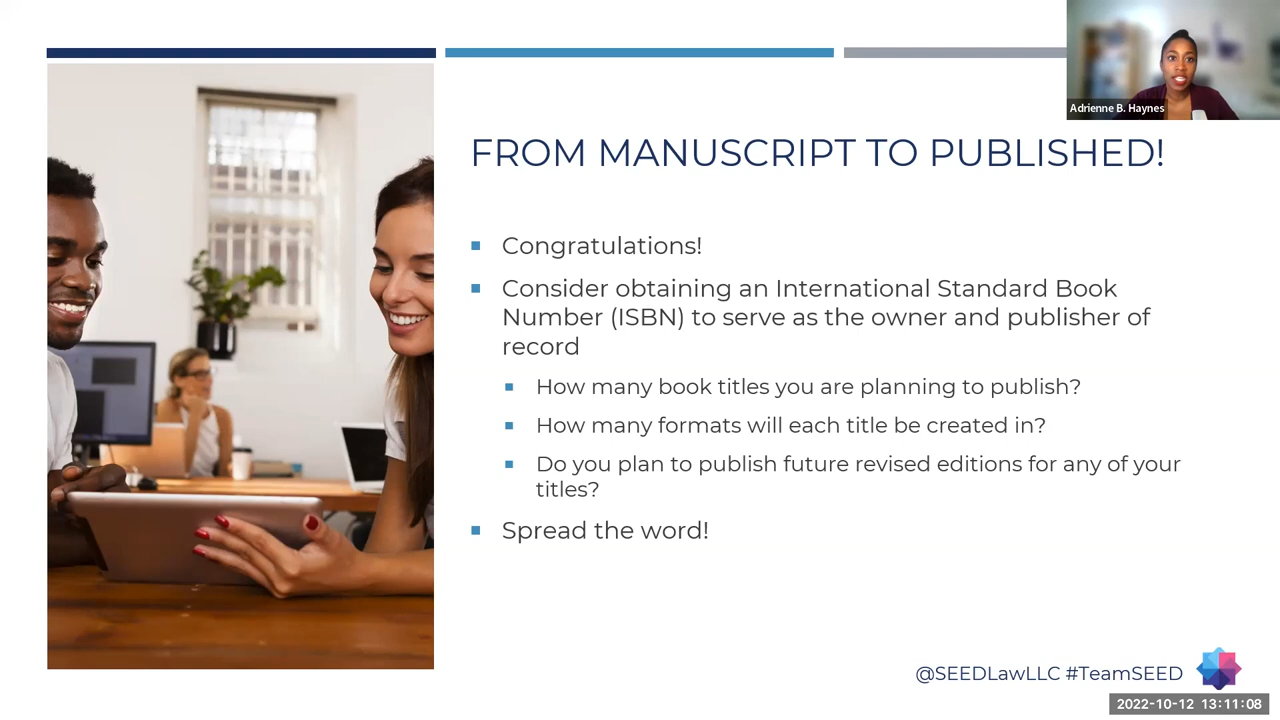 Adrienne B. Haynes
FROM MANUSCRIPT TO PUBLISHED!
Congratulations!
Consider obtaining an International Standard Book
Number (ISBN) to serve as the owner and publisher of
record
How many book titles you are planning to publish?
How many formats will each title be created in?
Do you plan to publish future revised editions for any of your
titles?
Spread the word!
@SEEDLawLLC #TeamSEED
2022-10-12 13:11:08